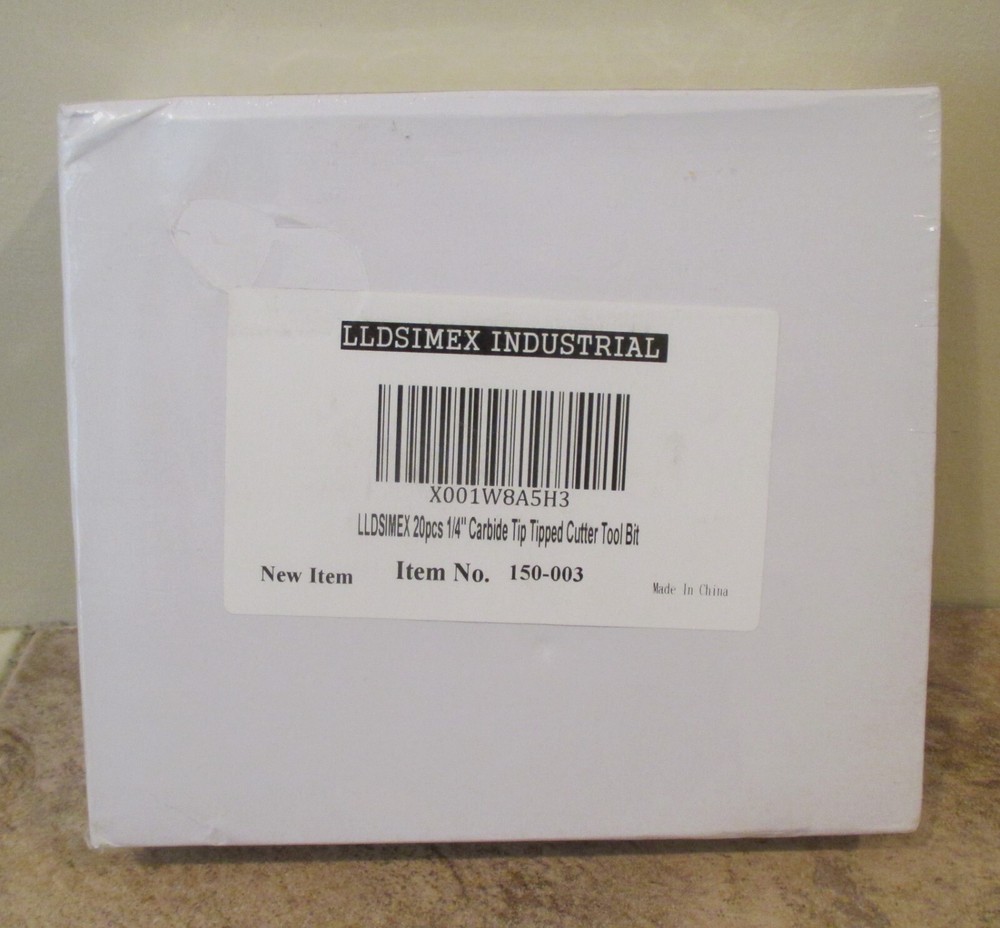 LLDSIMEX INDUSTRIAL
X001W8A5H3
LLDSIMEX 20pcs 1/4" Carbide Tip Tipped Cutter Tool Bit
New Item Item No. 150-003
Made In China